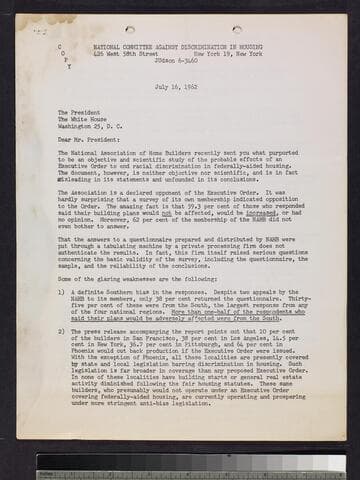 C O P Y
NATIONAL COMMITTEE AGAINST DISCRIMINATION IN HOUSING
426 West 58th Street New York 19, New York
JUdson 6-3460
July 16, 1962
The President
The White House
Washington 25, D. C.
Dear Mr. President:
The National Association of Home Builders recently sent you what purported
to be an objective and scientific study of the probable effects of an
Executive Order to end racial discrimination in federally-aided housing.
The document, however, is neither objective nor scientific, and is in fact
misleading in its statements and unfounded in its conclusions.
The Association is a declared opponent of the Executive Order. It was
hardly surprising that a survey of its own membership indicated opposition
to the Order. The amazing fact is that 59.3 per cent of those who responded
said their building plans would not be affected, would be increased, or had
no opinion. Moreover, 62 per cent of the membership of the NAHB did not
even bother to answer.
That the answers to a questionnaire prepared and distributed by NAHB were
put through a tabulating machine by a private processing firm does not
authenticate the results. In fact, this firm itself raised serious questions
concerning the basic validity of the survey, including the questionnaire, the
sample, and the reliability of the conclusions.
Some of the glaring weaknesses are the following:
1) A definite Southern bias in the responses. Despite two appeals by the
NAHB to its members, only 38 per cent returned the questionnaire. Thirty-
five per cent of these were from the South, the largest response from any
of the four national regions. More than one-half of the respondents who
said their plans would be adversely affected were from the South.
2) The press release accompanying the report points out that 10 per cent
of the builders in San Francisco, 38 per cent in Los Angeles, 14.5 per
cent in New York, 36.7 per cent in Pittsburgh, and 64 per cent in
Phoenix would cut back production if the Executive Order were issued.
With the exception of Phoenix, all these localities are presently covered
by state and local legislation barring discrimination in housing. Such
legislation is far broader in coverage than any proposed Executive Order.
In none of these localities have building starts or general real estate
activity diminished following the fair housing statutes. These same
builders, who presumably would not operate under an Executive Order
covering federally-aided housing, are currently operating and prospering
under more stringent anti-bias legislation.